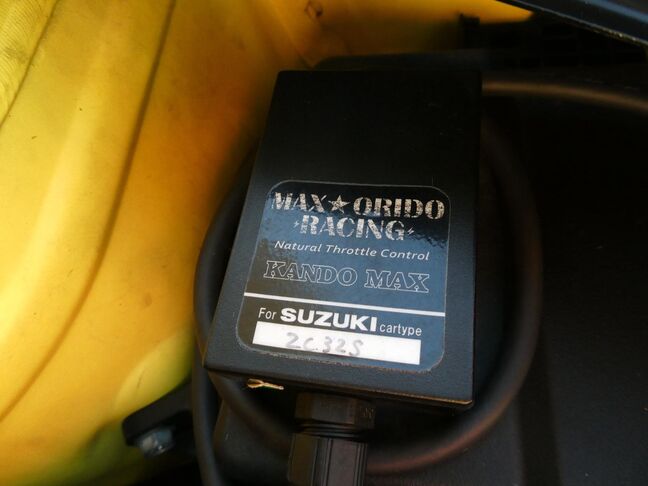 MAX★ORIDO
RACING
Natural Throttle Control
KANDO MAX
For SUZUKI cartype
ZC32S